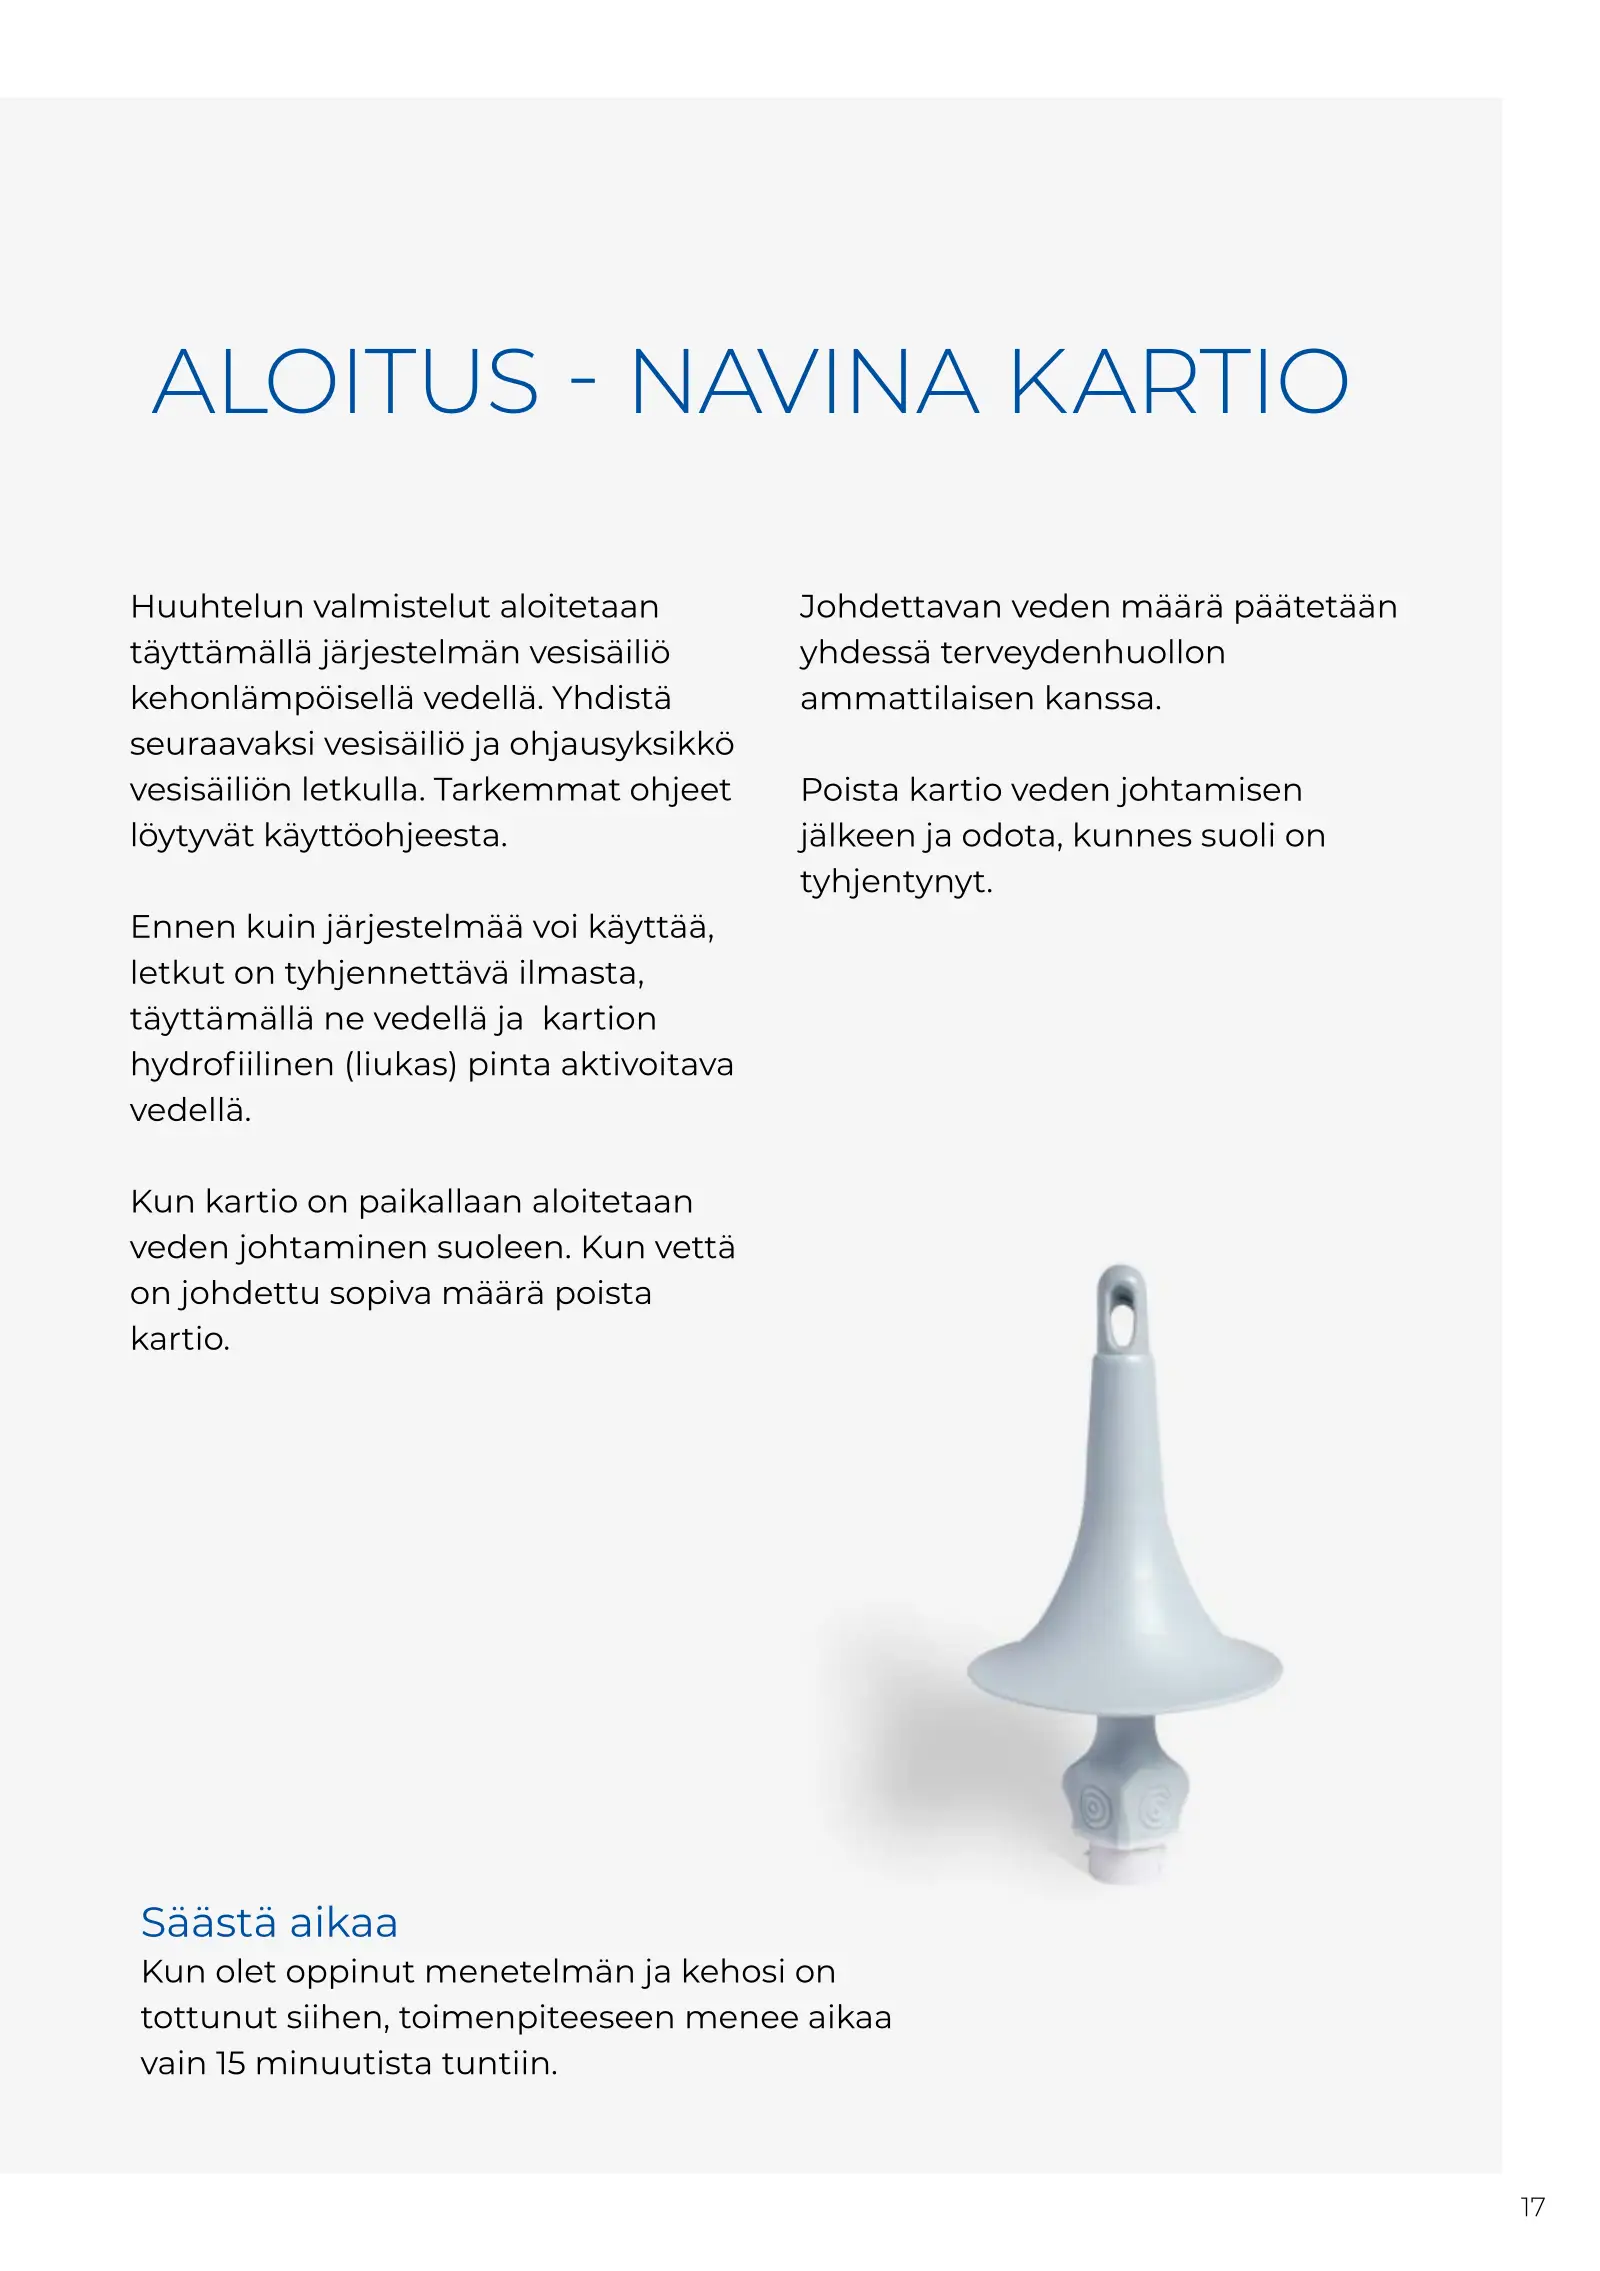 ALOITUS - NAVINA KARTIO
Huuhtelun valmistelut aloitetaan
täyttämällä järjestelmän vesisäiliö
kehonlämpöisellä vedellä. Yhdistä
seuraavaksi vesisäiliö ja ohjausyksikkö
vesisäiliön letkulla. Tarkemmat ohjeet
löytyvät käyttöohjeesta.
Ennen kuin järjestelmää voi käyttää,
letkut on tyhjennettävä ilmasta,
täyttämällä ne vedellä ja  kartion
hydrofiilinen (liukas) pinta aktivoitava
vedellä.
Kun kartio on paikallaan aloitetaan
veden johtaminen suoleen. Kun vettä
on johdettu sopiva määrä poista
kartio.
Johdettavan veden määrä päätetään
yhdessä terveydenhuollon
ammattilaisen kanssa.
Poista kartio veden johtamisen
jälkeen ja odota, kunnes suoli on
tyhjentynyt.
Säästä aikaa
Kun olet oppinut menetelmän ja kehosi on
tottunut siihen, toimenpiteeseen menee aikaa
vain 15 minuutista tuntiin.
17